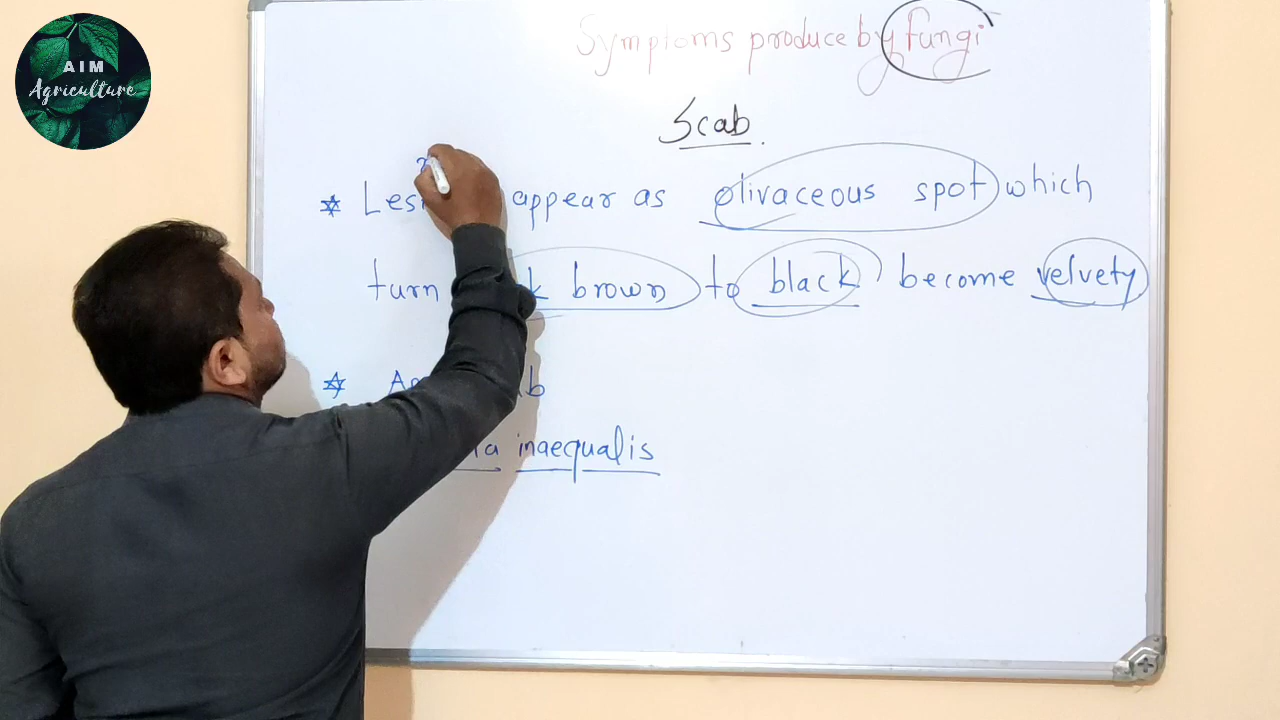 AIM
Agriculture
Symptoms produce by fungi
Scab
appear as olivaceous spot which
turn brown to black become velvety
inaequalis